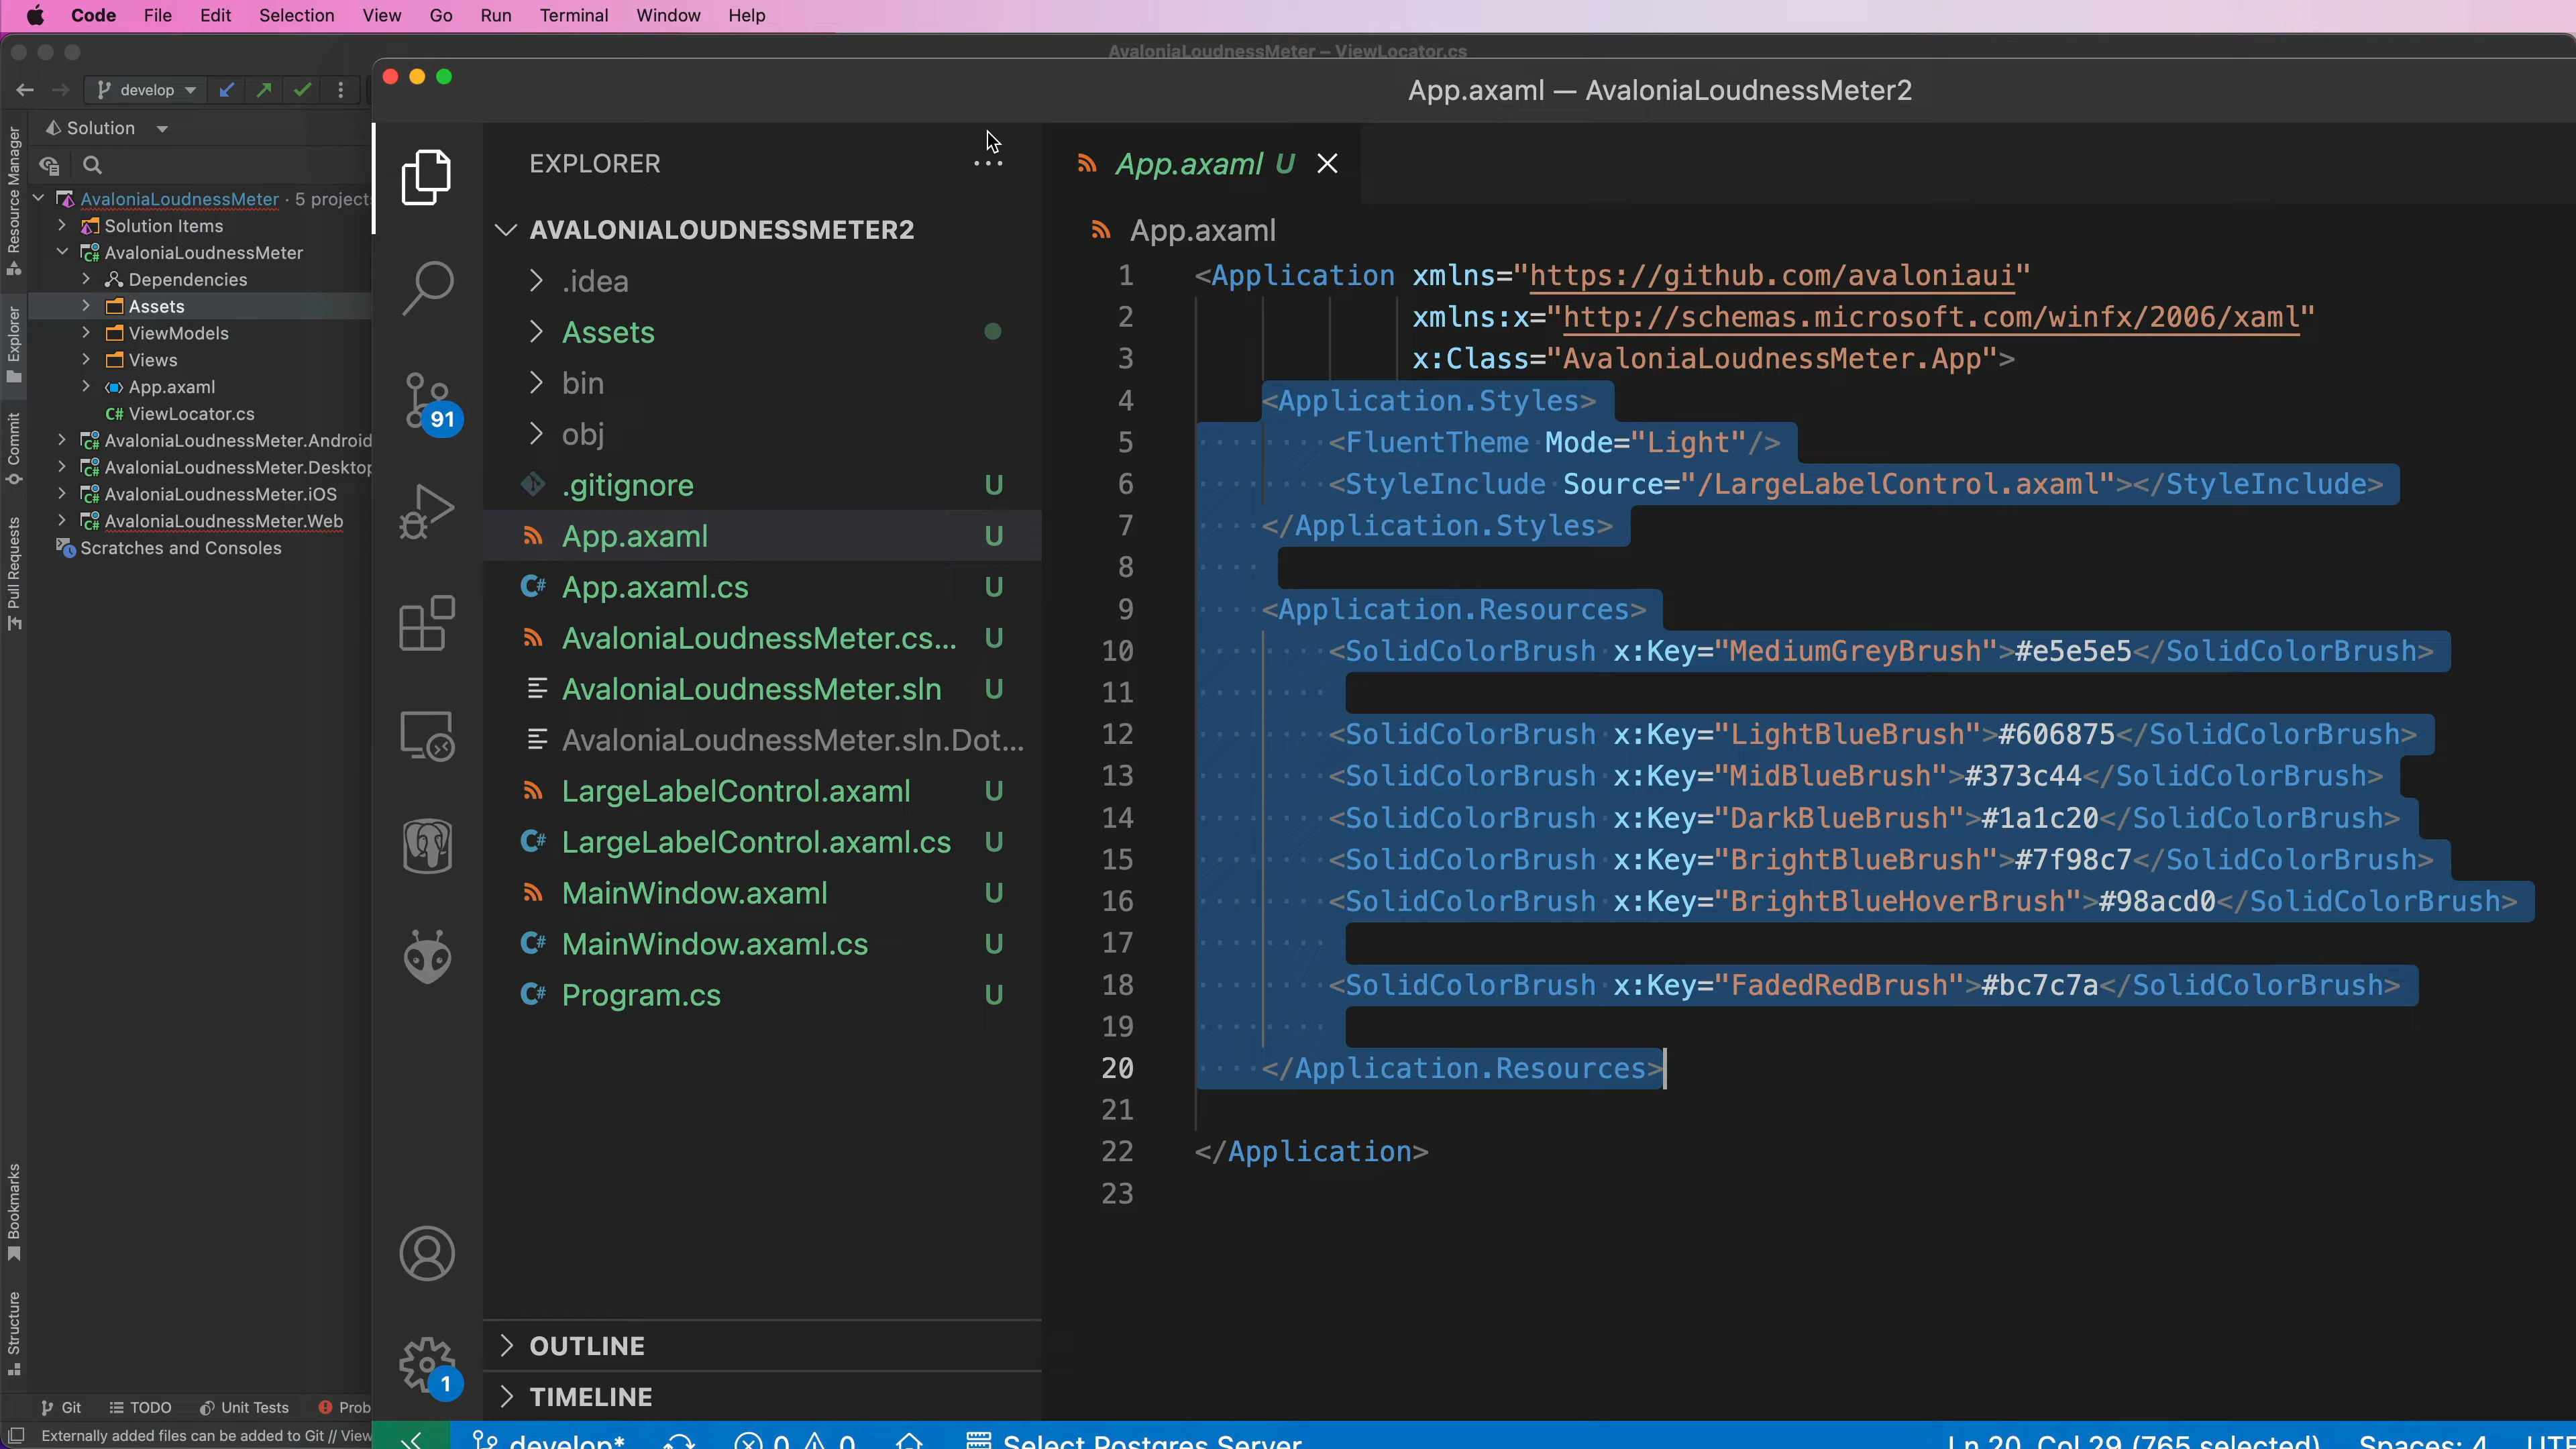 Code File Edit Selection View Go Run Terminal Window Help
AvaloniaLoudnessMeter – ViewLocator.cs
develop
App.axaml — AvaloniaLoudnessMeter2
Solution
Resource Manager
Explorer
Commit
Pull Requests
Bookmarks
Structure
AvaloniaLoudnessMeter · 5 project
Solution Items
AvaloniaLoudnessMeter
Dependencies
Assets
ViewModels
Views
App.axaml
C# ViewLocator.cs
AvaloniaLoudnessMeter.Android
AvaloniaLoudnessMeter.Desktop
AvaloniaLoudnessMeter.iOS
AvaloniaLoudnessMeter.Web
Scratches and Consoles
Git TODO Unit Tests Prob
Externally added files can be added to Git // View
91
1
EXPLORER
AVALONIALOUDNESSMETER2
.idea
Assets
bin
obj
.gitignore U
App.axaml U
C# App.axaml.cs U
AvaloniaLoudnessMeter.cs... U
AvaloniaLoudnessMeter.sln U
AvaloniaLoudnessMeter.sln.Dot...
LargeLabelControl.axaml U
C# LargeLabelControl.axaml.cs U
MainWindow.axaml U
C# MainWindow.axaml.cs U
C# Program.cs U
OUTLINE
TIMELINE
App.axaml U
App.axaml
1 <Application xmlns="https://github.com/avaloniaui"
2 xmlns:x="http://schemas.microsoft.com/winfx/2006/xaml"
3 x:Class="AvaloniaLoudnessMeter.App">
4 <Application.Styles>
5 <FluentTheme Mode="Light"/>
6 <StyleInclude Source="/LargeLabelControl.axaml"></StyleInclude>
7 </Application.Styles>
8
9 <Application.Resources>
10 <SolidColorBrush x:Key="MediumGreyBrush">#e5e5e5</SolidColorBrush>
11
12 <SolidColorBrush x:Key="LightBlueBrush">#606875</SolidColorBrush>
13 <SolidColorBrush x:Key="MidBlueBrush">#373c44</SolidColorBrush>
14 <SolidColorBrush x:Key="DarkBlueBrush">#1a1c20</SolidColorBrush>
15 <SolidColorBrush x:Key="BrightBlueBrush">#7f98c7</SolidColorBrush>
16 <SolidColorBrush x:Key="BrightBlueHoverBrush">#98acd0</SolidColorBrush>
17
18 <SolidColorBrush x:Key="FadedRedBrush">#bc7c7a</SolidColorBrush>
19
20 </Application.Resources>
21
22 </Application>
23
develop* 0 0 Select Postgres Server Ln 20, Col 29 (765 selected) Spaces: 4 UTF